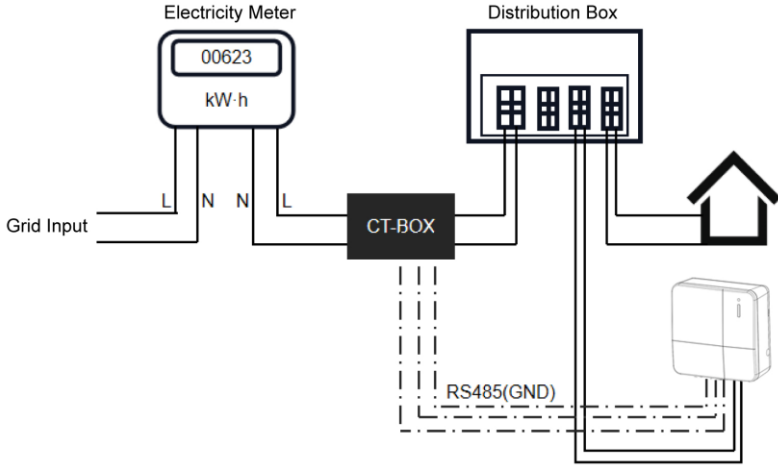 Electricity Meter
Distribution Box
00623
kW·h
L N N L
Grid Input
CT-BOX
RS485(GND)